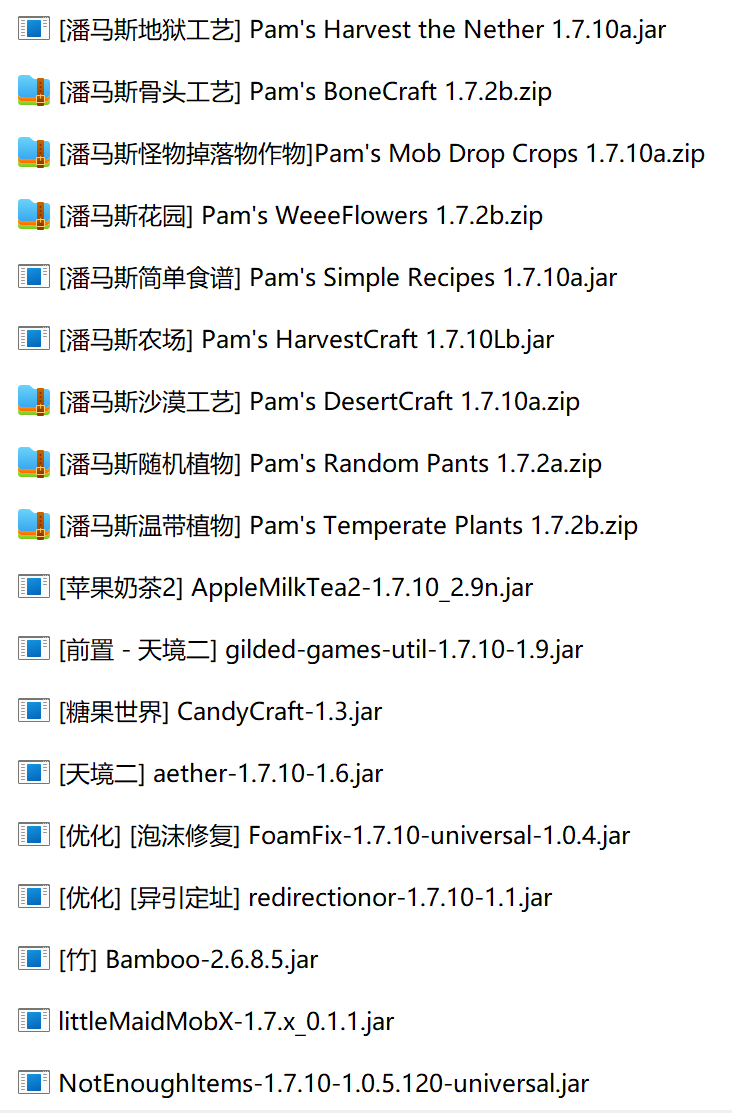 [潘马斯地狱工艺] Pam's Harvest the Nether 1.7.10a.jar
[潘马斯骨头工艺] Pam's BoneCraft 1.7.2b.zip
[潘马斯怪物掉落物作物]Pam's Mob Drop Crops 1.7.10a.zip
[潘马斯花园] Pam's WeeeFlowers 1.7.2b.zip
[潘马斯简单食谱] Pam's Simple Recipes 1.7.10a.jar
[潘马斯农场] Pam's HarvestCraft 1.7.10Lb.jar
[潘马斯沙漠工艺] Pam's DesertCraft 1.7.10a.zip
[潘马斯随机植物] Pam's Random Pants 1.7.2a.zip
[潘马斯温带植物] Pam's Temperate Plants 1.7.2b.zip
[苹果奶茶2] AppleMilkTea2-1.7.10_2.9n.jar
[前置 - 天境二] gilded-games-util-1.7.10-1.9.jar
[糖果世界] CandyCraft-1.3.jar
[天境二] aether-1.7.10-1.6.jar
[优化] [泡沫修复] FoamFix-1.7.10-universal-1.0.4.jar
[优化] [异引定址] redirectionor-1.7.10-1.1.jar
[竹] Bamboo-2.6.8.5.jar
littleMaidMobX-1.7.x_0.1.1.jar
NotEnoughItems-1.7.10-1.0.5.120-universal.jar